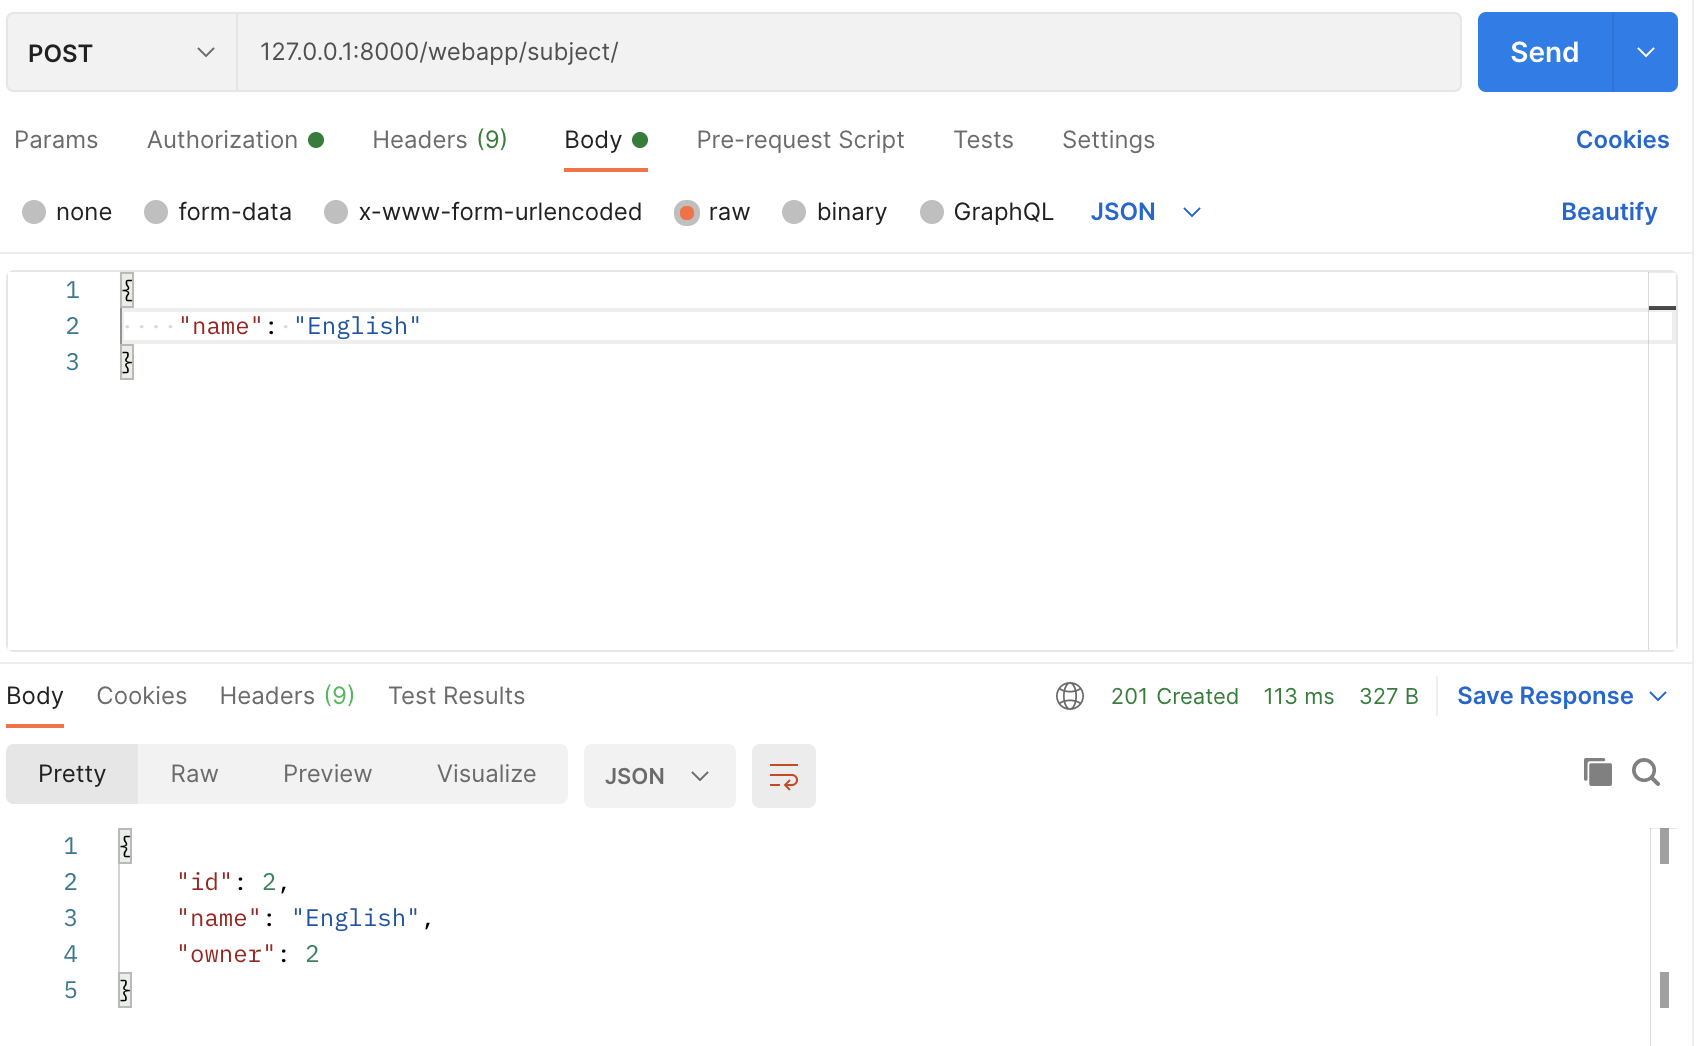 POST 127.0.0.1:8000/webapp/subject/ Send
Params Authorization Headers (9) Body Pre-request Script Tests Settings Cookies
none form-data x-www-form-urlencoded raw binary GraphQL JSON Beautify
1 {
2 "name": "English"
3 }
Body Cookies Headers (9) Test Results 201 Created 113 ms 327 B Save Response
Pretty Raw Preview Visualize JSON
1 {
2 "id": 2,
3 "name": "English",
4 "owner": 2
5 }